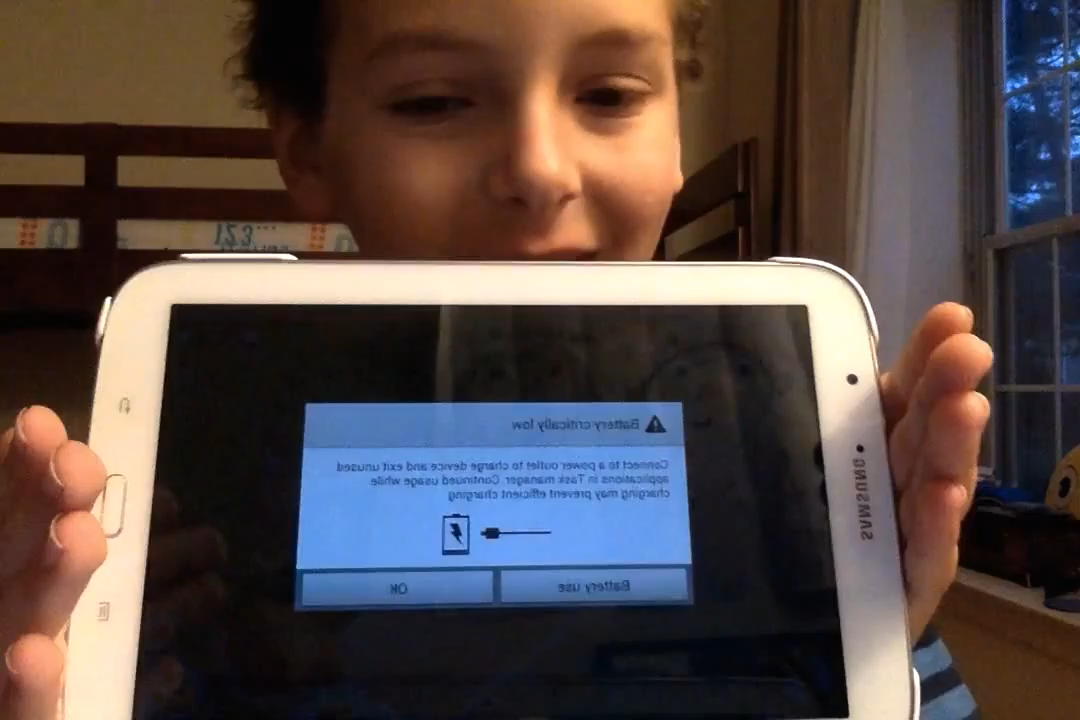 123...
SAMSUNG
Battery critically low
Connect to a power outlet to charge device and exit unused
applications in Task manager. Continued usage while
charging may prevent efficient charging
Battery use
OK